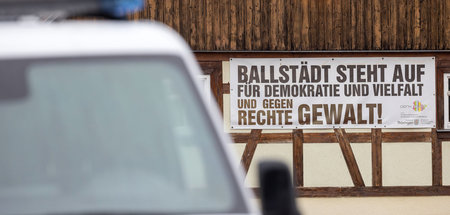 BALLSTÄDT STEHT AUF
FÜR DEMOKRATIE UND VIELFALT
UND GEGEN
RECHTE GEWALT!